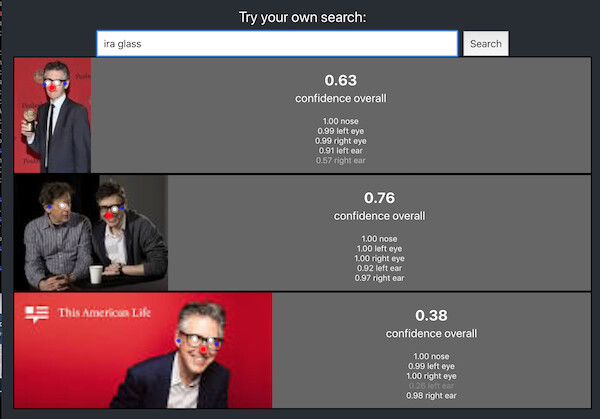 Try your own search:
ira glass
Search
0.63
confidence overall
1.00 nose
0.99 left eye
0.99 right eye
0.91 left ear
0.57 right ear
0.76
confidence overall
1.00 nose
1.00 left eye
1.00 right eye
0.92 left ear
0.97 right ear
This American Life
0.38
confidence overall
1.00 nose
0.99 left eye
1.00 right eye
0.26 left ear
0.98 right ear